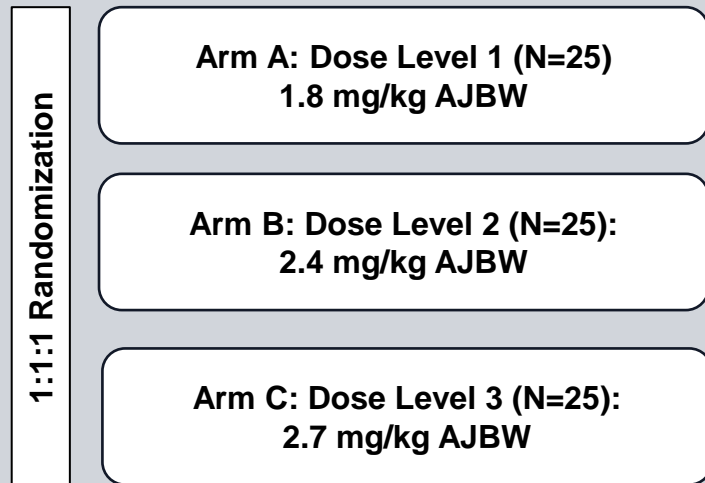 1:1:1 Randomization
Arm A: Dose Level 1 (N=25)
1.8 mg/kg AJBW
Arm B: Dose Level 2 (N=25):
2.4 mg/kg AJBW
Arm C: Dose Level 3 (N=25):
2.7 mg/kg AJBW